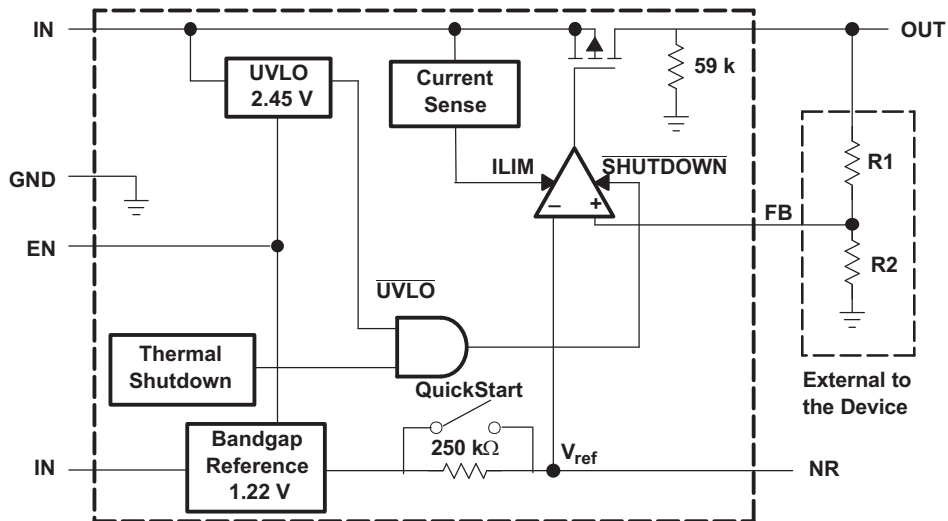 IN
OUT
UVLO
2.45 V
Current
Sense
59 k
GND
ILIM
SHUTDOWN
R1
− +
FB
EN
R2
UVLO
Thermal
Shutdown
QuickStart
External to
the Device
IN
Bandgap
Reference
1.22 V
250 kΩ
Vref
NR